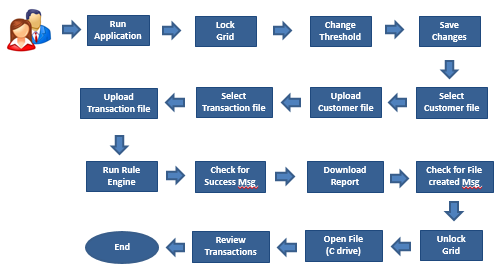 Run
Application
Lock
Grid
Change
Threshold
Save
Changes
Select
Customer file
Upload
Customer file
Select
Transaction file
Upload
Transaction file
Run Rule
Engine
Check for
Success Msg
Download
Report
Check for File
created Msg
Unlock
Grid
Open File
(C drive)
Review
Transactions
End